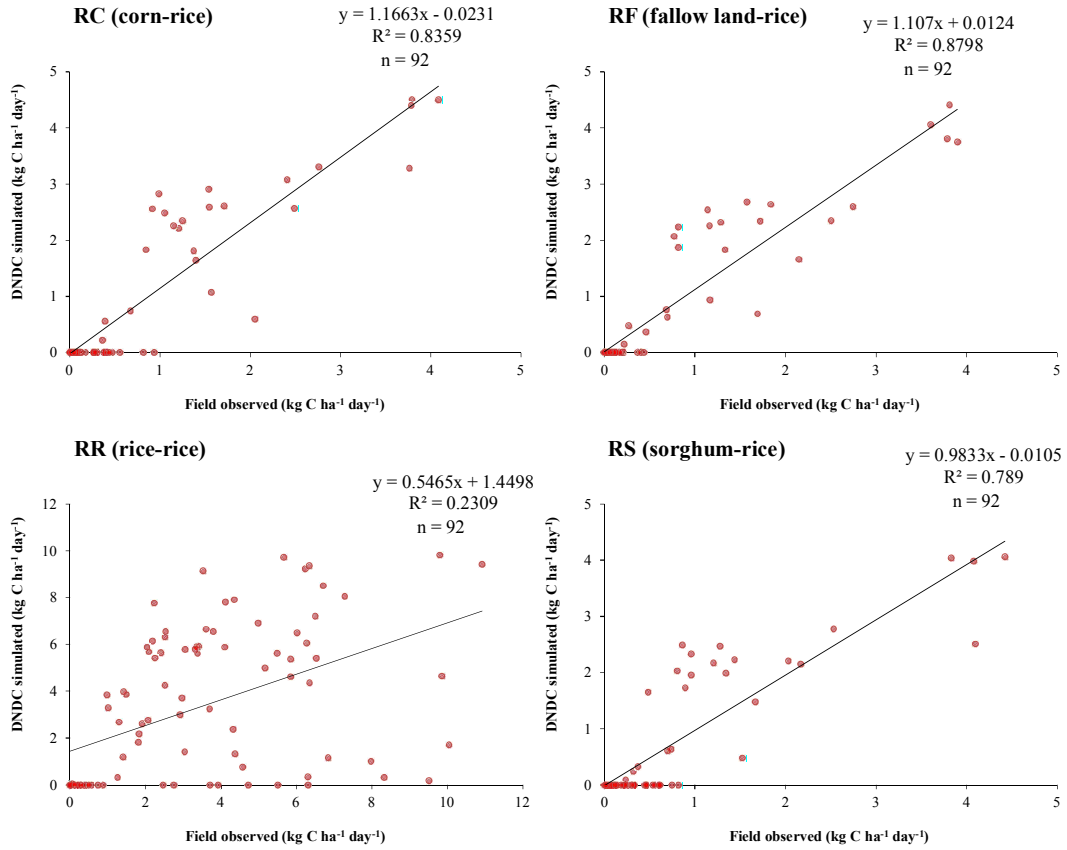 RC (corn-rice)
y = 1.1663x - 0.0231
R² = 0.8359
n = 92
5
4
3
2
1
0
DNDC simulated (kg C ha⁻¹ day⁻¹)
0 1 2 3 4 5
Field observed (kg C ha⁻¹ day⁻¹)
RF (fallow land-rice)
y = 1.107x + 0.0124
R² = 0.8798
n = 92
5
4
3
2
1
0
DNDC simulated (kg C ha⁻¹ day⁻¹)
0 1 2 3 4 5
Field observed (kg C ha⁻¹ day⁻¹)
RR (rice-rice)
y = 0.5465x + 1.4498
R² = 0.2309
n = 92
12
10
8
6
4
2
0
DNDC simulated (kg C ha⁻¹ day⁻¹)
0 2 4 6 8 10 12
Field observed (kg C ha⁻¹ day⁻¹)
RS (sorghum-rice)
y = 0.9833x - 0.0105
R² = 0.789
n = 92
5
4
3
2
1
0
DNDC simulated (kg C ha⁻¹ day⁻¹)
0 1 2 3 4 5
Field observed (kg C ha⁻¹ day⁻¹)